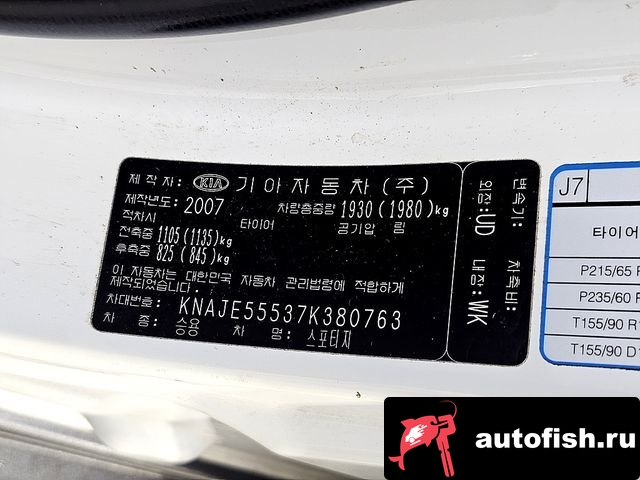 제 작 자: KIA 기아자동차(주)
제작년도: 2007 차량총중량 1930 (1980)kg
적차시 타이어 공기압 림
전축중 1105 (1135)kg
후축중 825 (845)kg
이 자동차는 대한민국 자동차 관리법령에 적합하게
제작되었습니다.
차대번호: KNAJE55537K380763
차 종: 승용 차 명: 스포티지
외장: UD 내장: WK
변속기: 차축비:
J7
타이어
P215/65 R
P235/60 R
T155/90 R1
T155/90 D1
autofish.ru